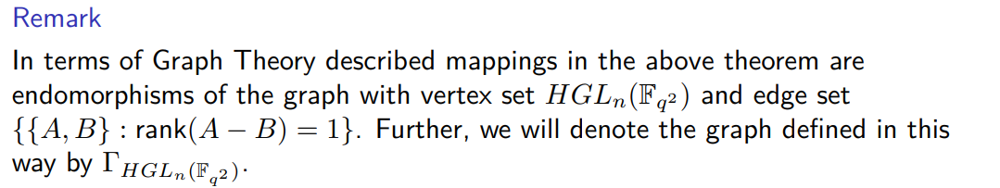 Remark
In terms of Graph Theory described mappings in the above theorem are
endomorphisms of the graph with vertex set $HGL_n(\mathbb{F}_{q^2})$ and edge set
$\{\{A, B\} : \text{rank}(A - B) = 1\}$. Further, we will denote the graph defined in this
way by $\Gamma_{HGL_n(\mathbb{F}_{q^2})}$.